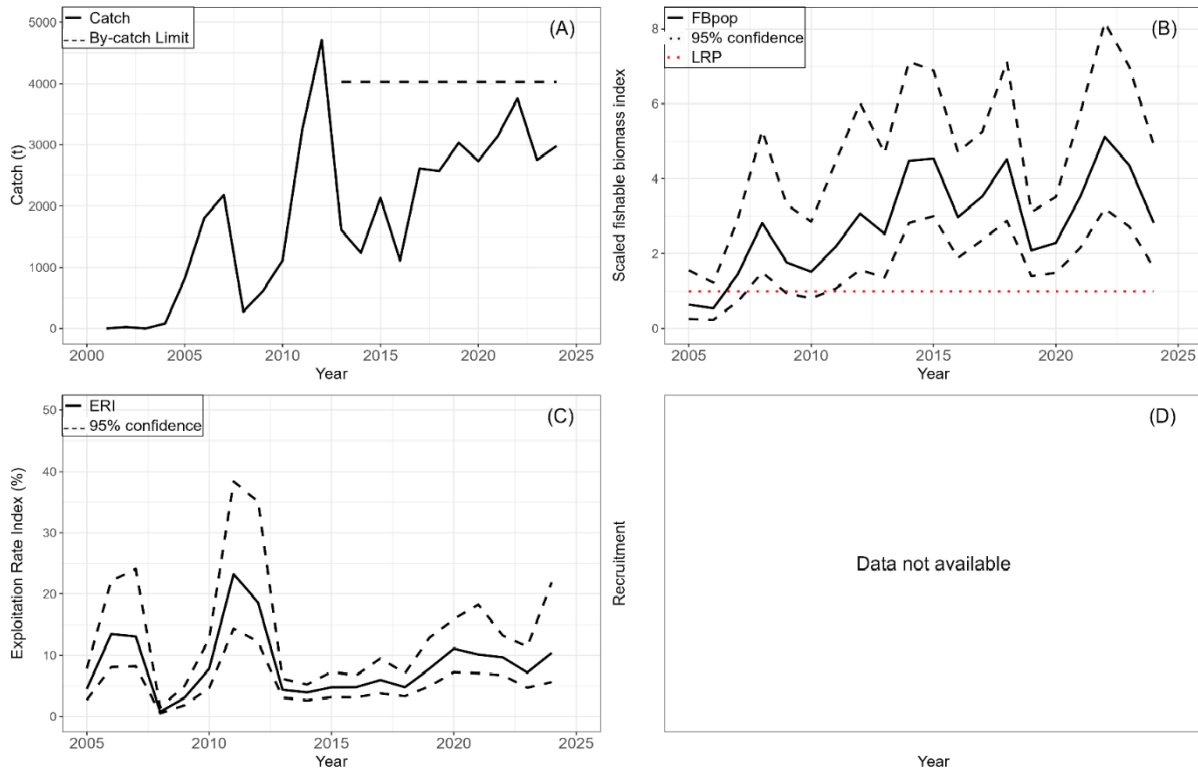 Catch
By-catch Limit
(A)
5000
4000
3000
2000
1000
0
Catch (t)
2000
2005
2010
2015
2020
2025
Year
FBpop
95% confidence
LRP
(B)
8
6
4
2
0
Scaled fishable biomass index
2005
2010
2015
2020
2025
Year
ERI
95% confidence
(C)
50
40
30
20
10
0
Exploitation Rate Index (%)
2005
2010
2015
2020
2025
Year
(D)
Recruitment
Data not available
Year